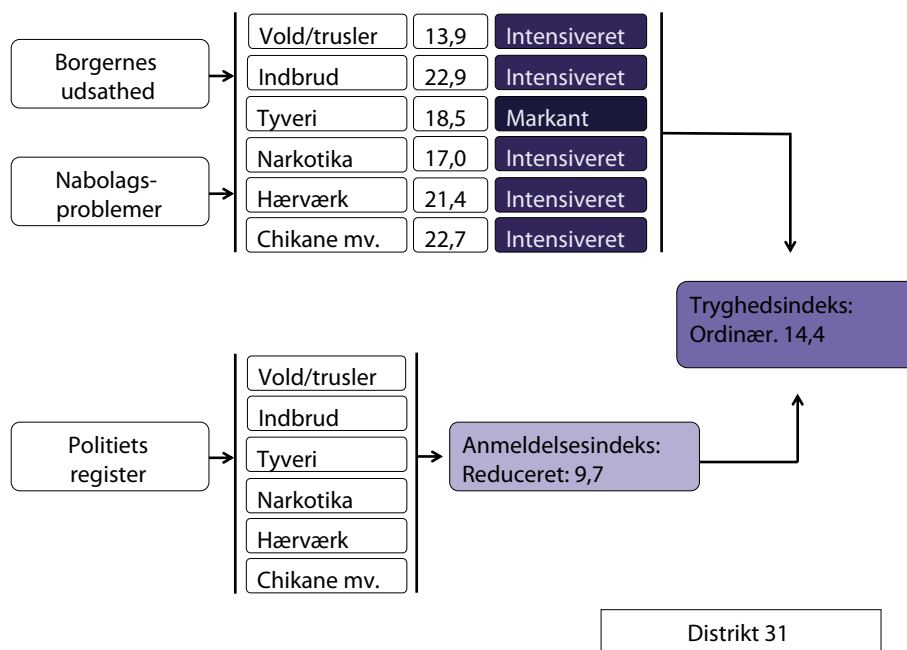 Borgernes
udsathed
Nabolags-
problemer
Vold/trusler 13,9 Intensiveret
Indbrud 22,9 Intensiveret
Tyveri 18,5 Markant
Narkotika 17,0 Intensiveret
Hærværk 21,4 Intensiveret
Chikane mv. 22,7 Intensiveret
Tryghedsindeks:
Ordinær. 14,4
Politiets
register
Vold/trusler
Indbrud
Tyveri
Narkotika
Hærværk
Chikane mv.
Anmeldelsesindeks:
Reduceret: 9,7
Distrikt 31